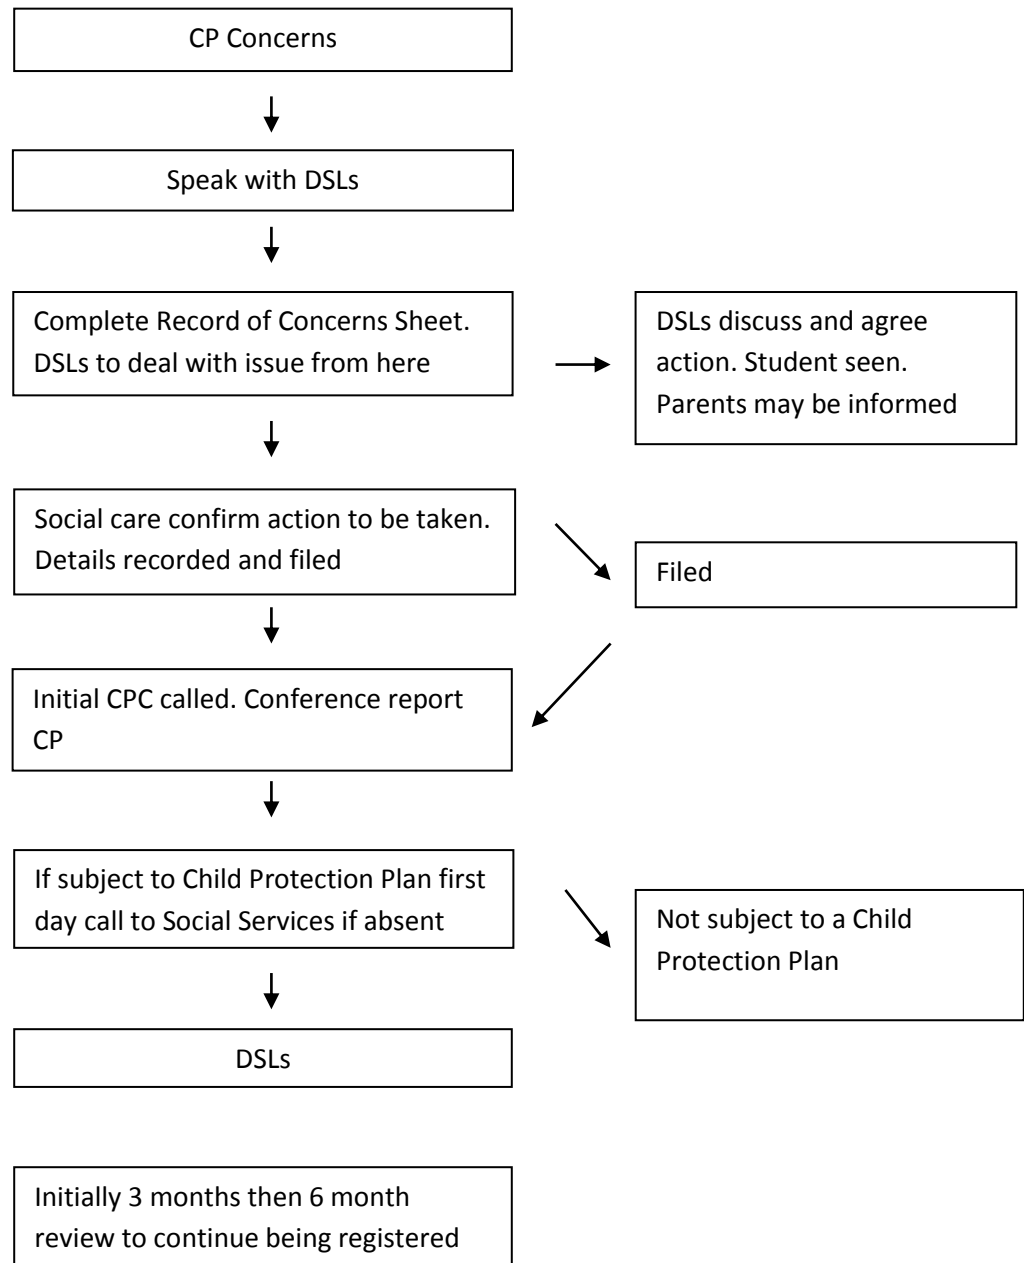 CP Concerns
Speak with DSLs
Complete Record of Concerns Sheet.
DSLs to deal with issue from here
DSLs discuss and agree
action. Student seen.
Parents may be informed
Social care confirm action to be taken.
Details recorded and filed
Filed
Initial CPC called. Conference report
CP
If subject to Child Protection Plan first
day call to Social Services if absent
Not subject to a Child
Protection Plan
DSLs
Initially 3 months then 6 month
review to continue being registered